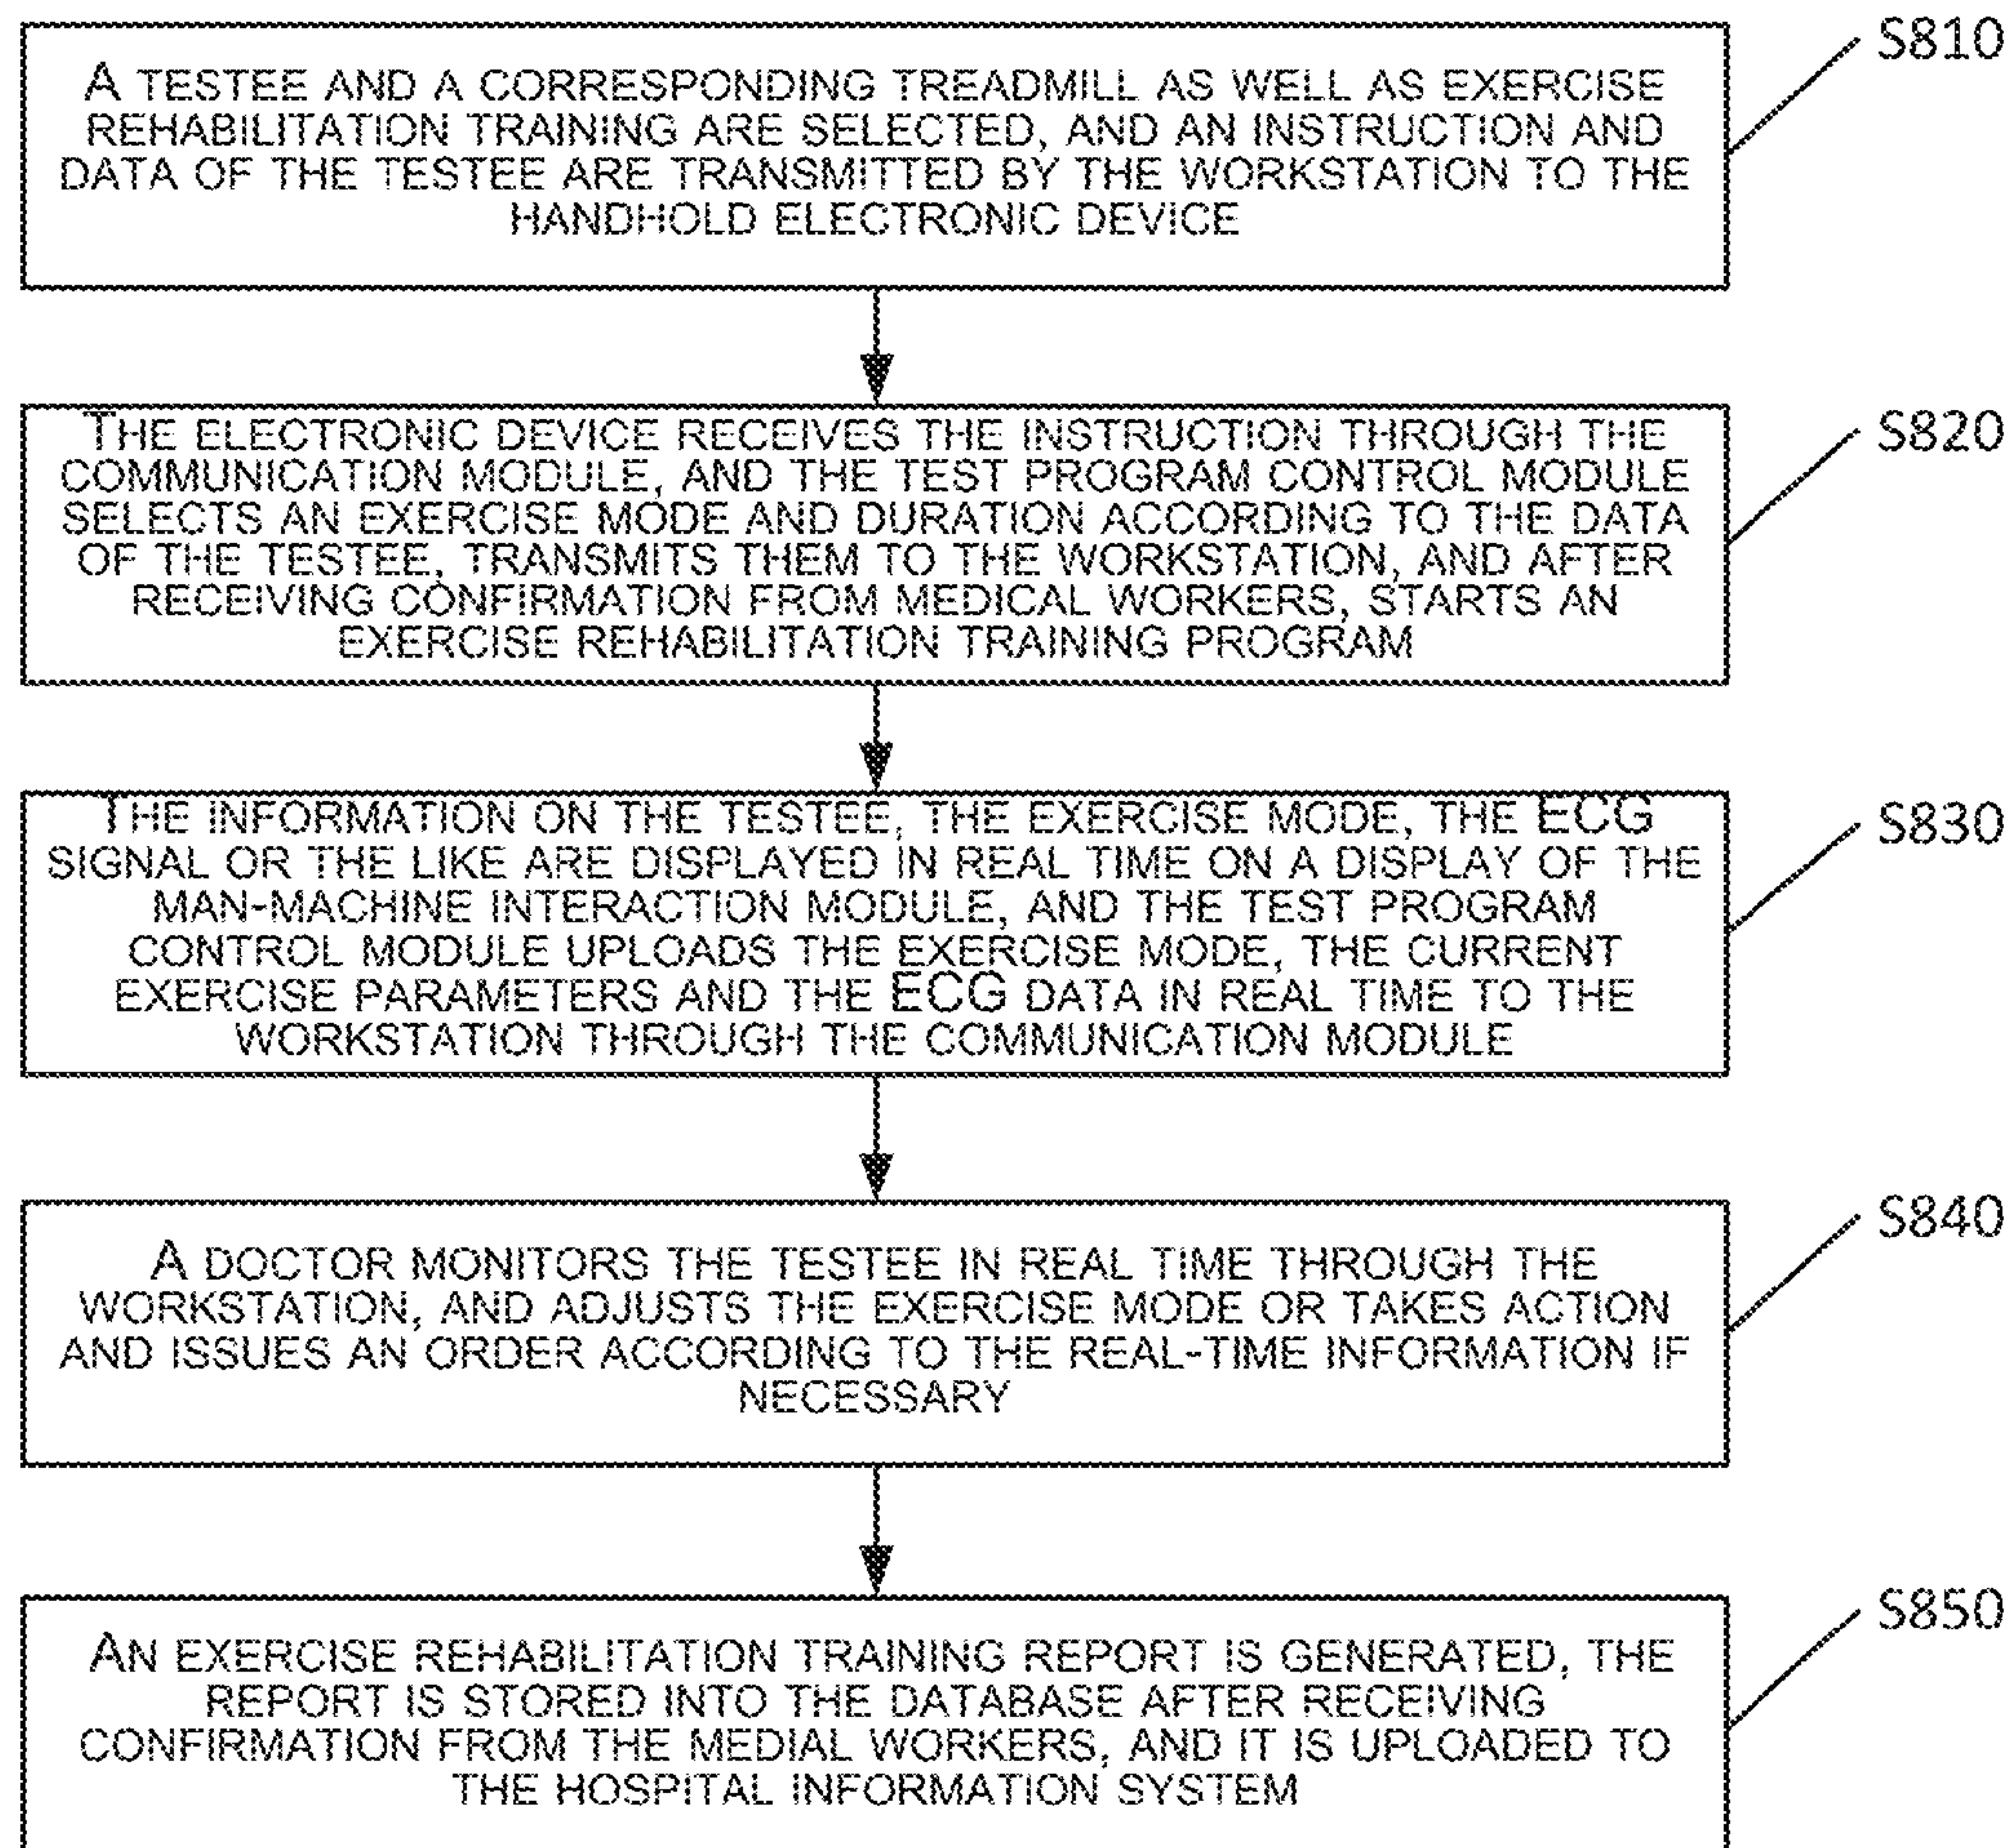 A TESTEE AND A CORRESPONDING TREADMILL AS WELL AS EXERCISE
REHABILITATION TRAINING ARE SELECTED, AND AN INSTRUCTION AND
DATA OF THE TESTEE ARE TRANSMITTED BY THE WORKSTATION TO THE
HANDHOLD ELECTRONIC DEVICE
S810
THE ELECTRONIC DEVICE RECEIVES THE INSTRUCTION THROUGH THE
COMMUNICATION MODULE, AND THE TEST PROGRAM CONTROL MODULE
SELECTS AN EXERCISE MODE AND DURATION ACCORDING TO THE DATA
OF THE TESTEE, TRANSMITS THEM TO THE WORKSTATION, AND AFTER
RECEIVING CONFIRMATION FROM MEDICAL WORKERS, STARTS AN
EXERCISE REHABILITATION TRAINING PROGRAM
S820
THE INFORMATION ON THE TESTEE, THE EXERCISE MODE, THE ECG
SIGNAL OR THE LIKE ARE DISPLAYED IN REAL TIME ON A DISPLAY OF THE
MAN-MACHINE INTERACTION MODULE, AND THE TEST PROGRAM
CONTROL MODULE UPLOADS THE EXERCISE MODE, THE CURRENT
EXERCISE PARAMETERS AND THE ECG DATA IN REAL TIME TO THE
WORKSTATION THROUGH THE COMMUNICATION MODULE
S830
A DOCTOR MONITORS THE TESTEE IN REAL TIME THROUGH THE
WORKSTATION, AND ADJUSTS THE EXERCISE MODE OR TAKES ACTION
AND ISSUES AN ORDER ACCORDING TO THE REAL-TIME INFORMATION IF
NECESSARY
S840
AN EXERCISE REHABILITATION TRAINING REPORT IS GENERATED, THE
REPORT IS STORED INTO THE DATABASE AFTER RECEIVING
CONFIRMATION FROM THE MEDIAL WORKERS, AND IT IS UPLOADED TO
THE HOSPITAL INFORMATION SYSTEM
S850